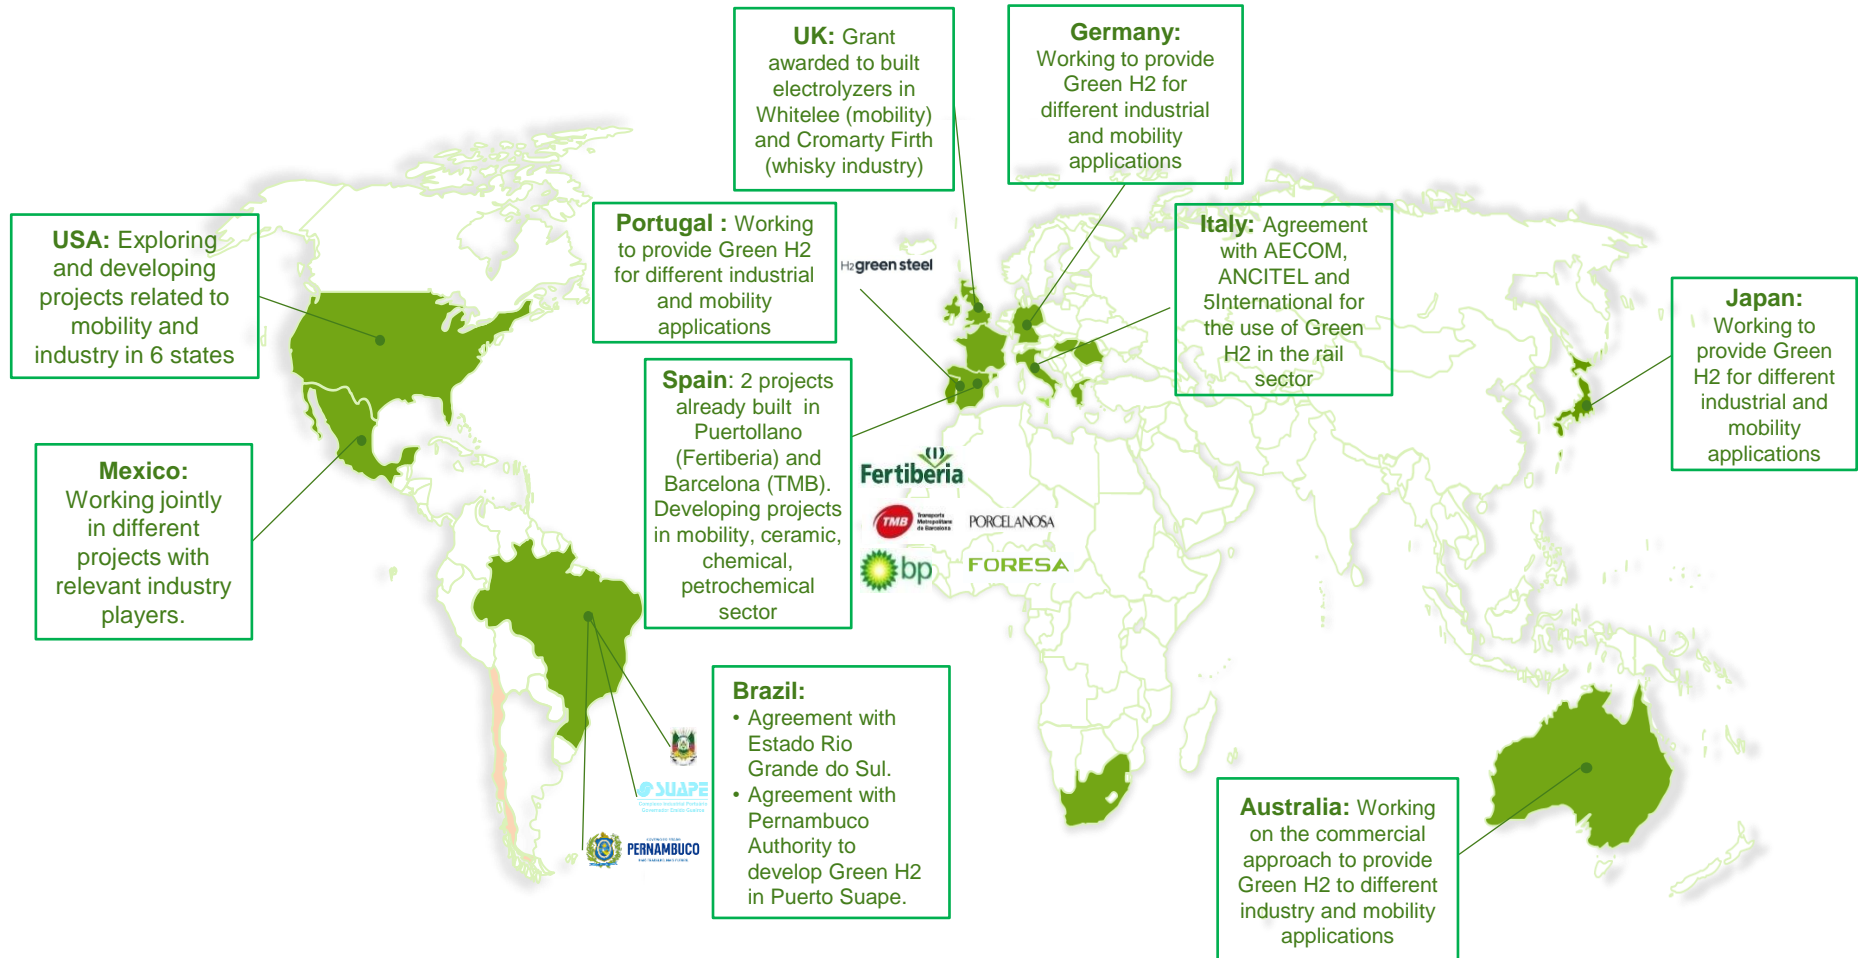 UK: Grant
awarded to built
electrolyzers in
Whitelee (mobility)
and Cromarty Firth
(whisky industry)
Germany:
Working to provide
Green H2 for
different industrial
and mobility
applications
USA: Exploring
and developing
projects related to
mobility and
industry in 6 states
Portugal : Working
to provide Green H2
for different industrial
and mobility
applications
H2green steel
Italy: Agreement
with AECOM,
ANCITEL and
5International for
the use of Green
H2 in the rail
sector
Japan:
Working to
provide Green
H2 for different
industrial and
mobility
applications
Spain: 2 projects
already built in
Puertollano
(Fertiberia) and
Barcelona (TMB).
Developing projects
in mobility, ceramic,
chemical,
petrochemical
sector
Fertiberia
TMB
Transports
Metropolitans
de Barcelona
PORCELANOSA
bp
FORESA
Mexico:
Working jointly
in different
projects with
relevant industry
players.
Brazil:
• Agreement with
Estado Rio
Grande do Sul.
• Agreement with
Pernambuco
Authority to
develop Green H2
in Puerto Suape.
SUAPE
PERNAMBUCO
Australia: Working
on the commercial
approach to provide
Green H2 to different
industry and mobility
applications